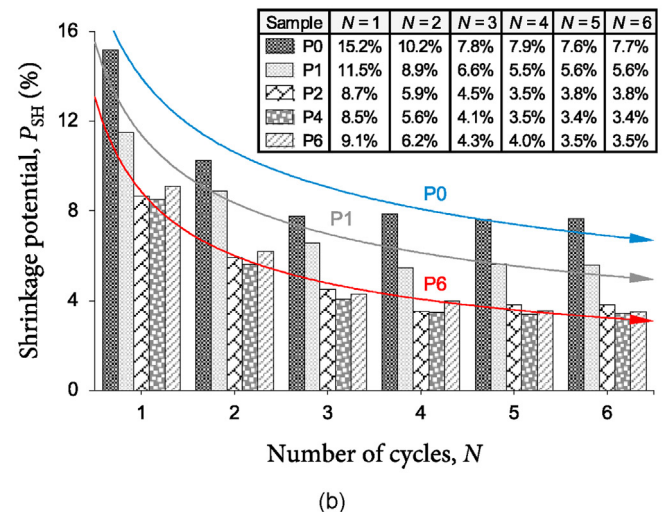 Sample N = 1 N = 2 N = 3 N = 4 N = 5 N = 6
P0 15.2% 10.2% 7.8% 7.9% 7.6% 7.7%
P1 11.5% 8.9% 6.6% 5.5% 5.6% 5.6%
P2 8.7% 5.9% 4.5% 3.5% 3.8% 3.8%
P4 8.5% 5.6% 4.1% 3.5% 3.4% 3.4%
P6 9.1% 6.2% 4.3% 4.0% 3.5% 3.5%
Shrinkage potential, PSH (%)
16
12
8
4
0
P0
P1
P6
1 2 3 4 5 6
Number of cycles, N
(b)